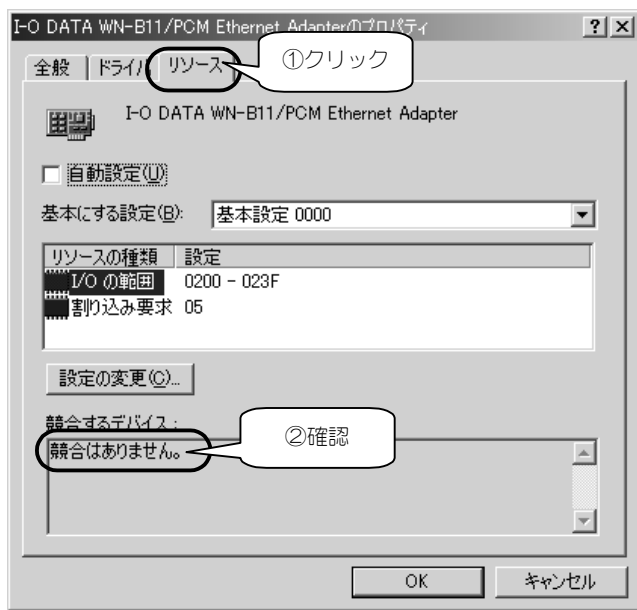 I-O DATA WN-B11/PCM Ethernet Adapterのプロパティ
全般 ドライバ リソース
①クリック
I-O DATA WN-B11/PCM Ethernet Adapter
自動設定(U)
基本にする設定(B): 基本設定 0000
リソースの種類 設定
I/O の範囲 0200 - 023F
割り込み要求 05
設定の変更(C)...
競合するデバイス :
競合はありません。
②確認
OK キャンセル